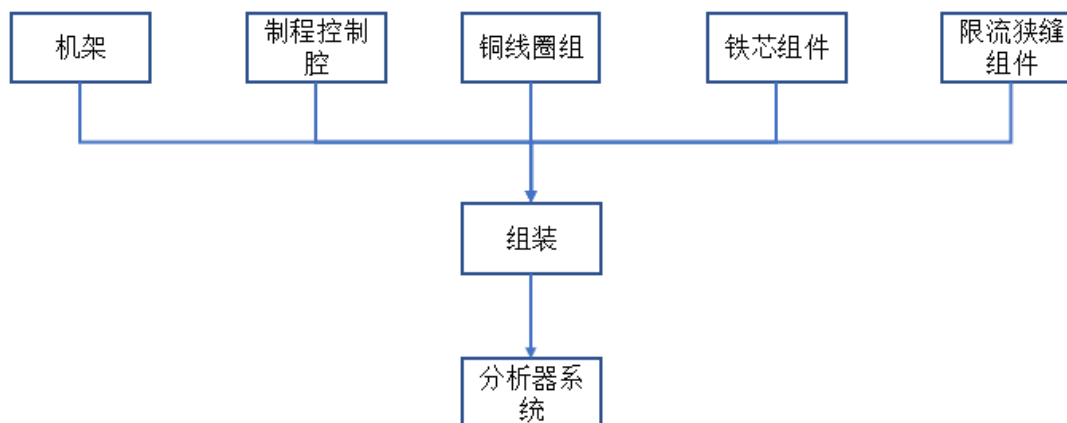 机架
制程控制
腔
铜线圈组
铁芯组件
限流狭缝
组件
组装
分析器系
统